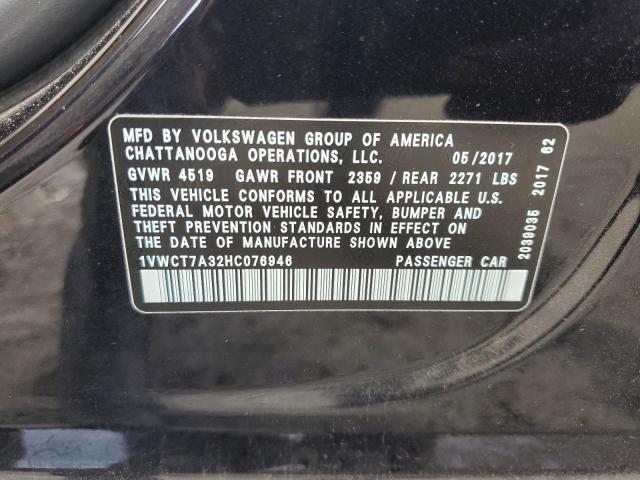 MFD BY VOLKSWAGEN GROUP OF AMERICA
CHATTANOOGA OPERATIONS, LLC. 05/2017
GVWR 4519 GAWR FRONT 2359 / REAR 2271 LBS
THIS VEHICLE CONFORMS TO ALL APPLICABLE U.S.
FEDERAL MOTOR VEHICLE SAFETY, BUMPER AND
THEFT PREVENTION STANDARDS IN EFFECT ON
THE DATE OF MANUFACTURE SHOWN ABOVE
1VWCT7A32HC076946 PASSENGER CAR
2039035 2017 62